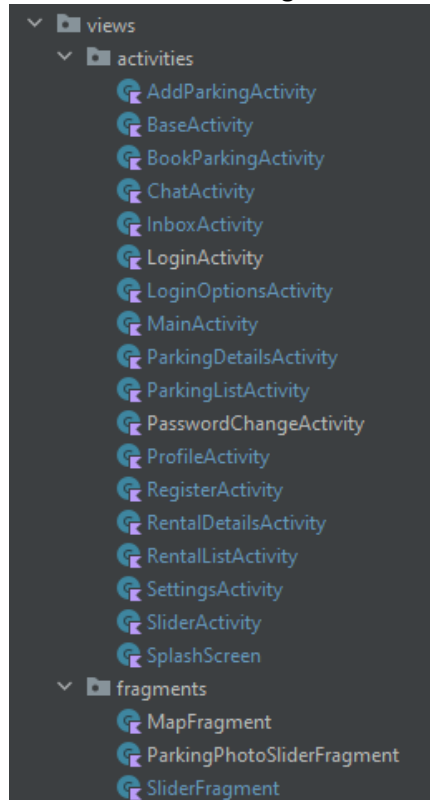 views
activities
AddParkingActivity
BaseActivity
BookParkingActivity
ChatActivity
InboxActivity
LoginActivity
LoginOptionsActivity
MainActivity
ParkingDetailsActivity
ParkingListActivity
PasswordChangeActivity
ProfileActivity
RegisterActivity
RentalDetailsActivity
RentalListActivity
SettingsActivity
SliderActivity
SplashScreen
fragments
MapFragment
ParkingPhotoSliderFragment
SliderFragment